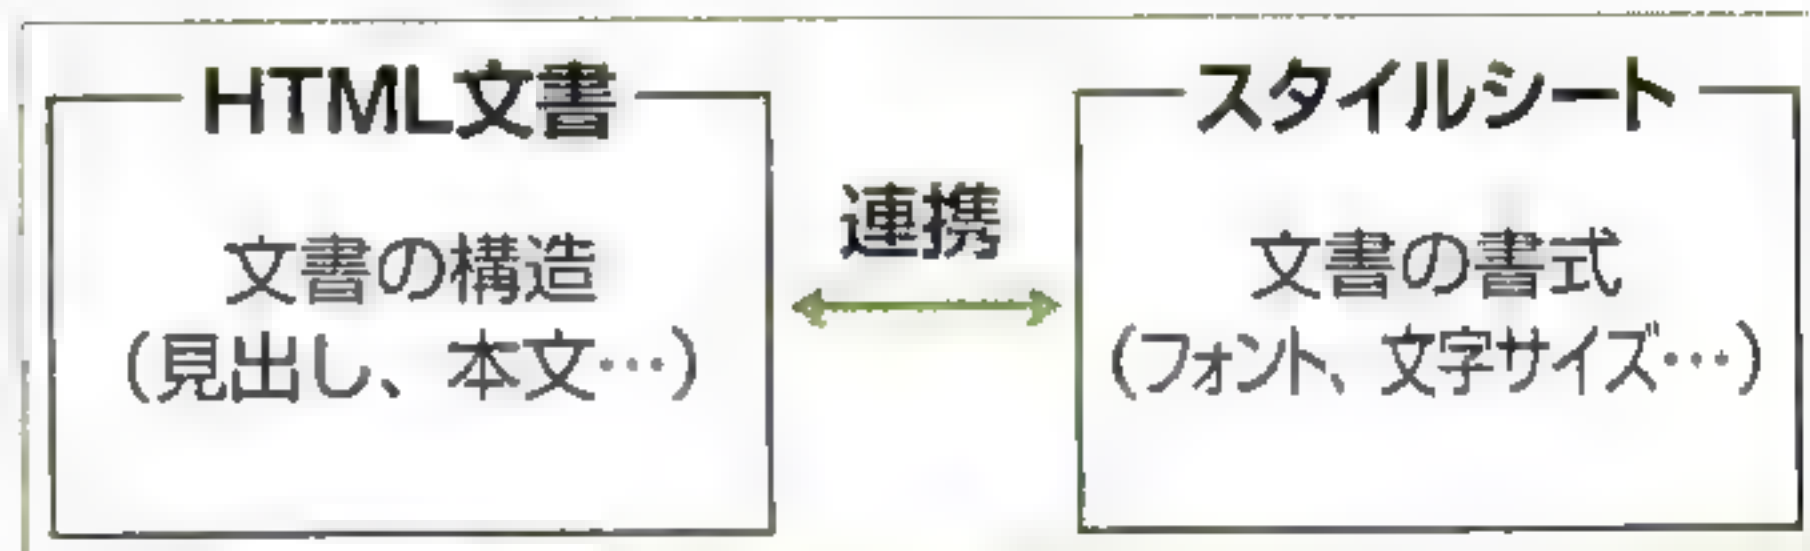 HTML文書
文書の構造
（見出し、本文…）
連携
スタイルシート
文書の書式
（フォント、文字サイズ…）